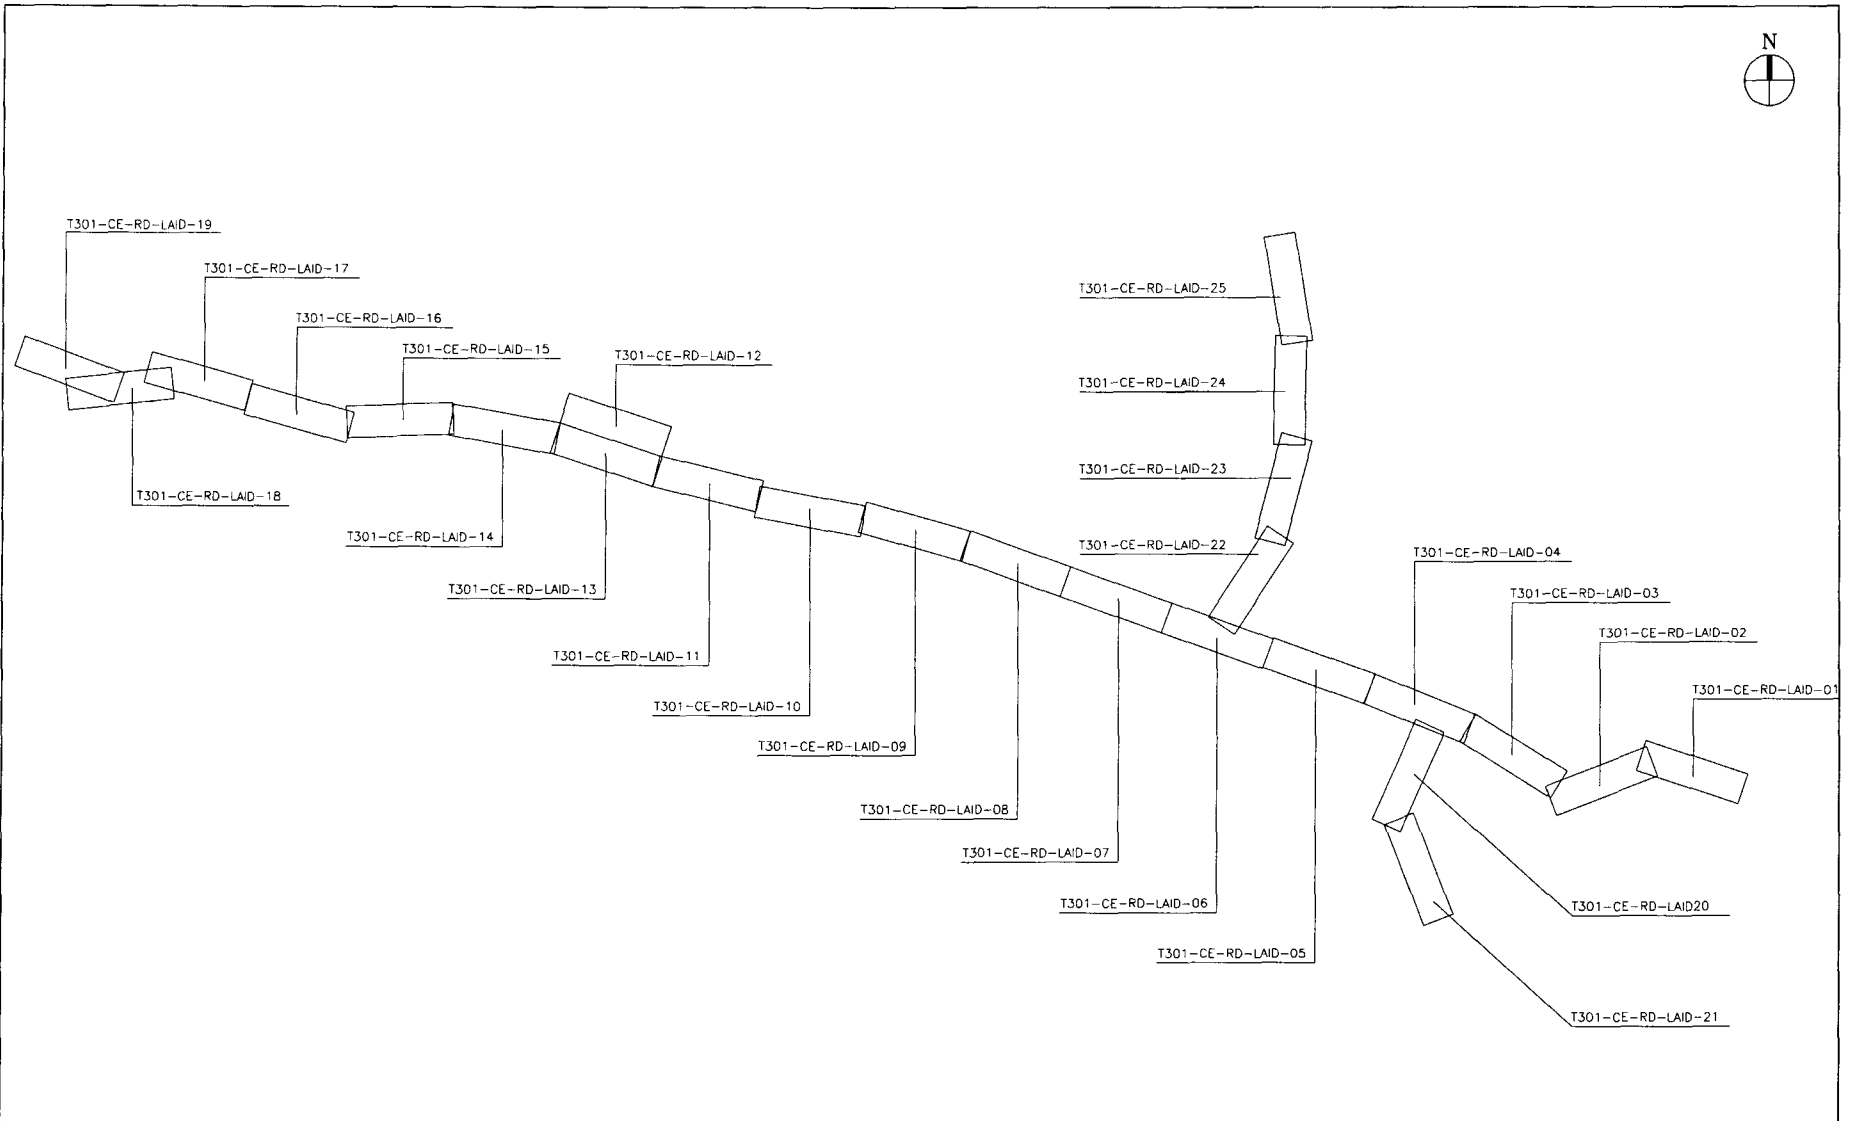 N
T301-CE-RD-LAID-19
T301-CE-RD-LAID-17
T301-CE-RD-LAID-25
T301-CE-RD-LAID-16
T301-CE-RD-LAID-15
T301-CE-RD-LAID-12
T301-CE-RD-LAID-24
T301-CE-RD-LAID-23
T301-CE-RD-LAID-18
T301-CE-RD-LAID-14
T301-CE-RD-LAID-22
T301-CE-RD-LAID-04
T301-CE-RD-LAID-13
T301-CE-RD-LAID-03
T301-CE-RD-LAID-02
T301-CE-RD-LAID-11
T301-CE-RD-LAID-01
T301-CE-RD-LAID-10
T301-CE-RD-LAID-09
T301-CE-RD-LAID-08
T301-CE-RD-LAID-07
T301-CE-RD-LAID-06
T301-CE-RD-LAID20
T301-CE-RD-LAID-05
T301-CE-RD-LAID-21